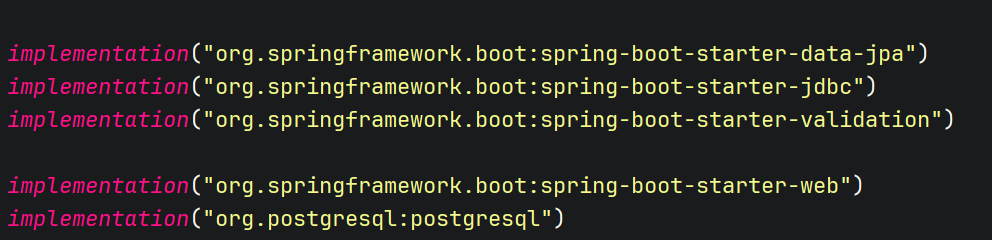 implementation("org.springframework.boot:spring-boot-starter-data-jpa")
implementation("org.springframework.boot:spring-boot-starter-jdbc")
implementation("org.springframework.boot:spring-boot-starter-validation")
implementation("org.springframework.boot:spring-boot-starter-web")
implementation("org.postgresql:postgresql")